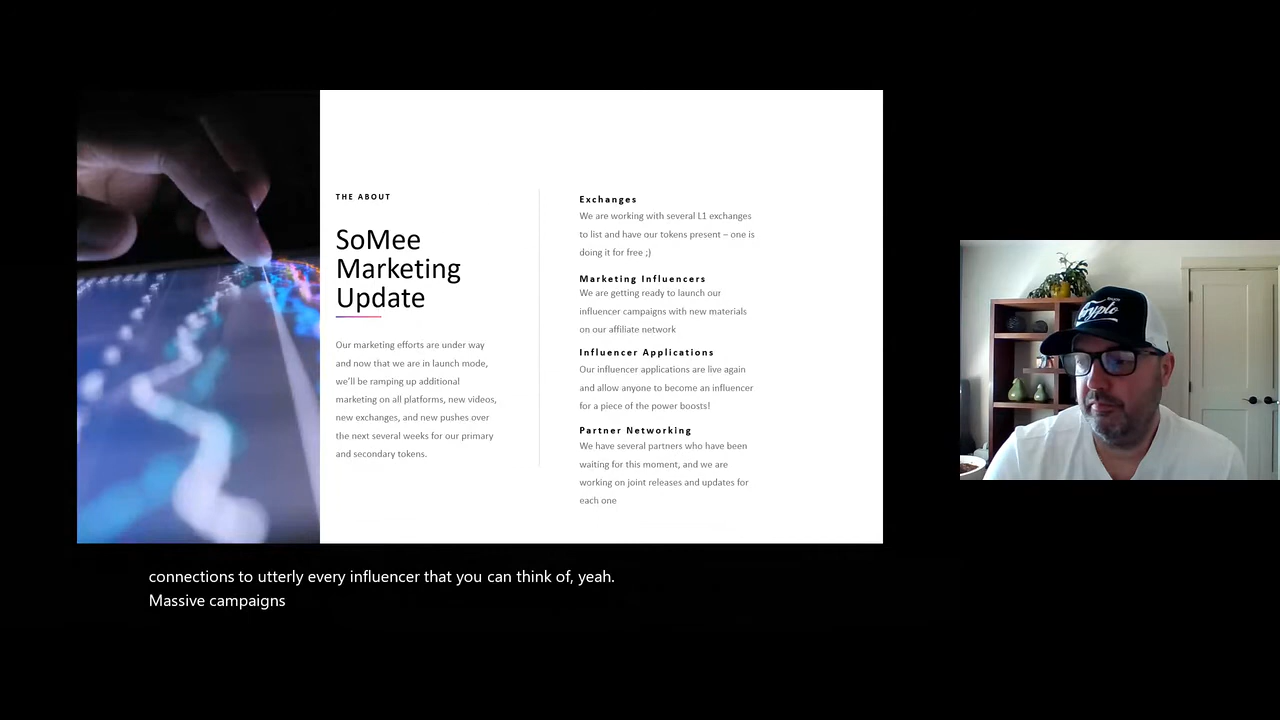 THE ABOUT
SoMee
Marketing
Update
Our marketing efforts are under way
and now that we are in launch mode,
we'll be ramping up additional
marketing on all platforms, new videos,
new exchanges, and new pushes over
the next several weeks for our primary
and secondary tokens.
Exchanges
We are working with several L1 exchanges
to list and have our tokens present – one is
doing it for free ;)
Marketing Influencers
We are getting ready to launch our
influencer campaigns with new materials
on our affiliate network
Influencer Applications
Our influencer applications are live again
and allow anyone to become an influencer
for a piece of the power boosts!
Partner Networking
We have several partners who have been
waiting for this moment, and we are
working on joint releases and updates for
each one
Crypto
connections to utterly every influencer that you can think of, yeah.
Massive campaigns